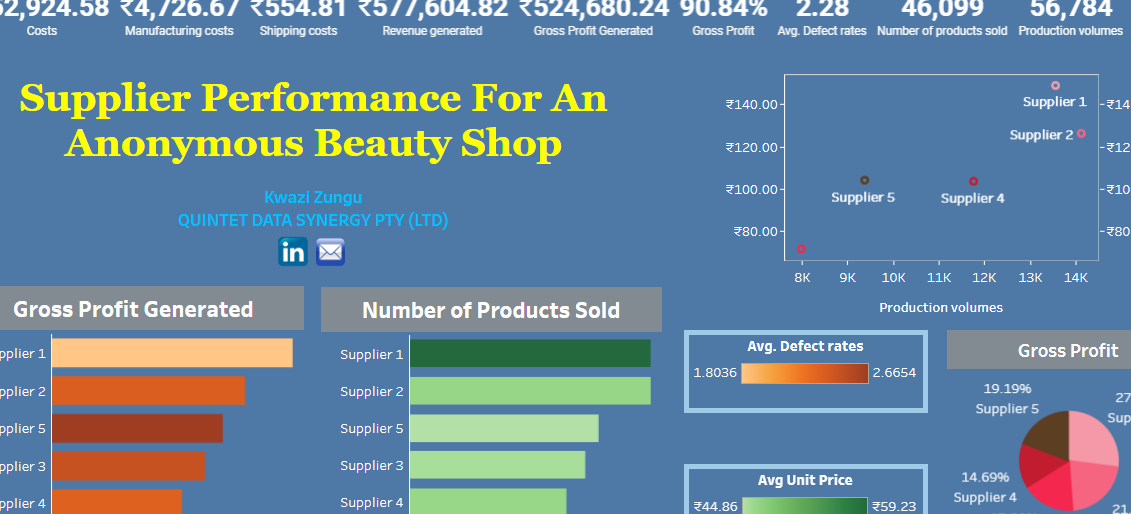 2,924.58 ₹4,726.67 ₹554.81 ₹577,604.82 ₹524,680.24 90.84% 2.28 46,099 56,784
Costs Manufacturing costs Shipping costs Revenue generated Gross Profit Generated Gross Profit Avg. Defect rates Number of products sold Production volumes
Supplier Performance For An
Anonymous Beauty Shop
Kwazi Zungu
QUINTET DATA SYNERGY PTY (LTD)
in
₹140.00
₹120.00
₹100.00
₹80.00
Supplier 1
Supplier 2
Supplier 5
Supplier 4
₹14
₹12
₹10
₹80
8K 9K 10K 11K 12K 13K 14K
Production volumes
Gross Profit Generated
pplier 1
pplier 2
pplier 5
pplier 3
pplier 4
Number of Products Sold
Supplier 1
Supplier 2
Supplier 5
Supplier 3
Supplier 4
Avg. Defect rates
1.8036 2.6654
Avg Unit Price
₹44.86 ₹59.23
Gross Profit
19.19%
Supplier 5
27
Sup
14.69%
Supplier 4
21